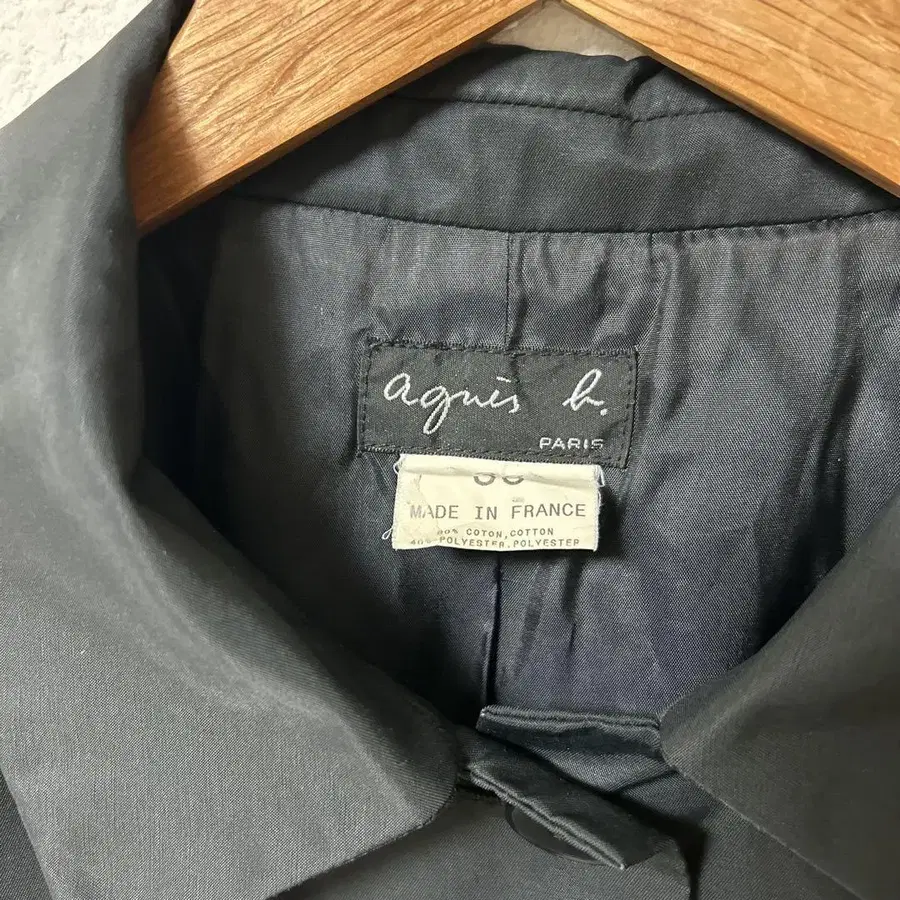 agnès b.
PARIS
MADE IN FRANCE
COTON, COTTON
POLYESTER, POLYESTER